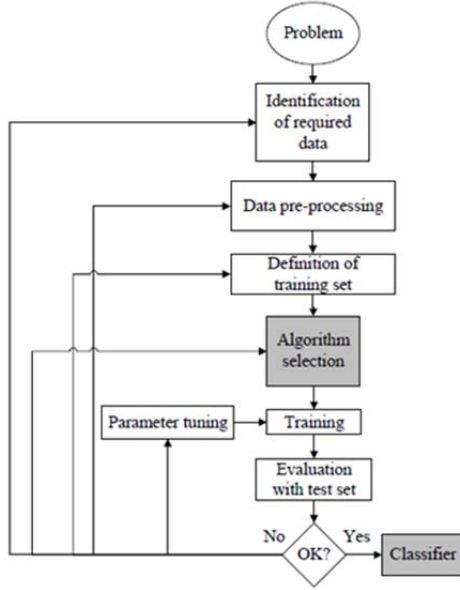 Problem
Identification
of required
data
Data pre-processing
Definition of
training set
Algorithm
selection
Parameter tuning
Training
Evaluation
with test set
No
Yes
OK?
Classifier